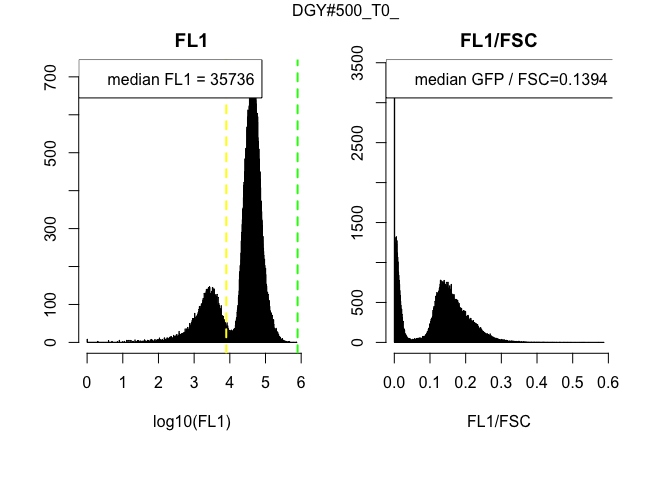 DGY#500_T0_
FL1
median FL1 = 35736
700
500
300
100
0
0 1 2 3 4 5 6
log10(FL1)
FL1/FSC
median GFP / FSC=0.1394
3500
2500
1500
500
0
0.0 0.1 0.2 0.3 0.4 0.5 0.6
FL1/FSC